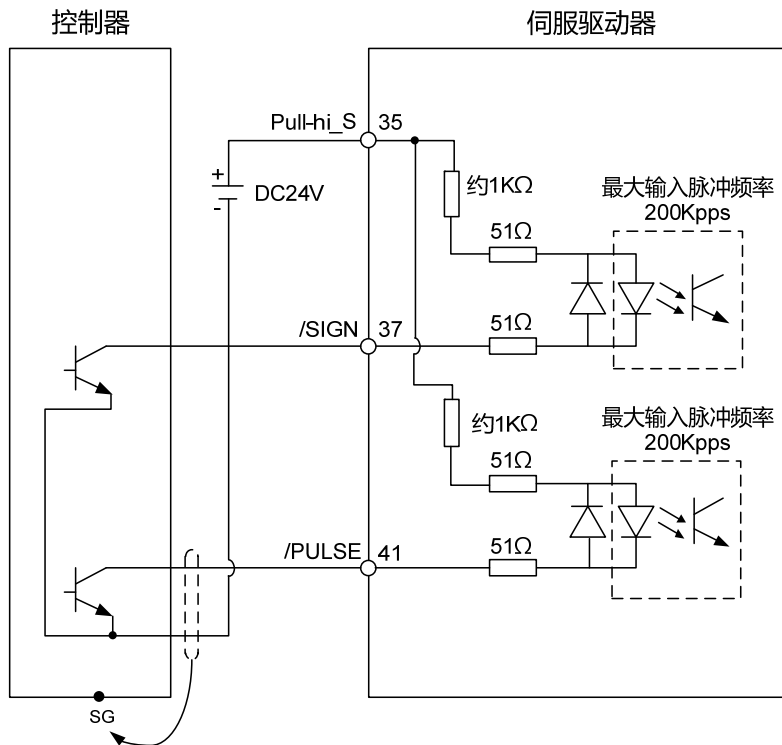 控制器
伺服驱动器
Pull-hi_S
35
+
-
DC24V
约1KΩ
51Ω
最大输入脉冲频率
200Kpps
/SIGN
37
51Ω
约1KΩ
51Ω
最大输入脉冲频率
200Kpps
/PULSE
41
51Ω
SG